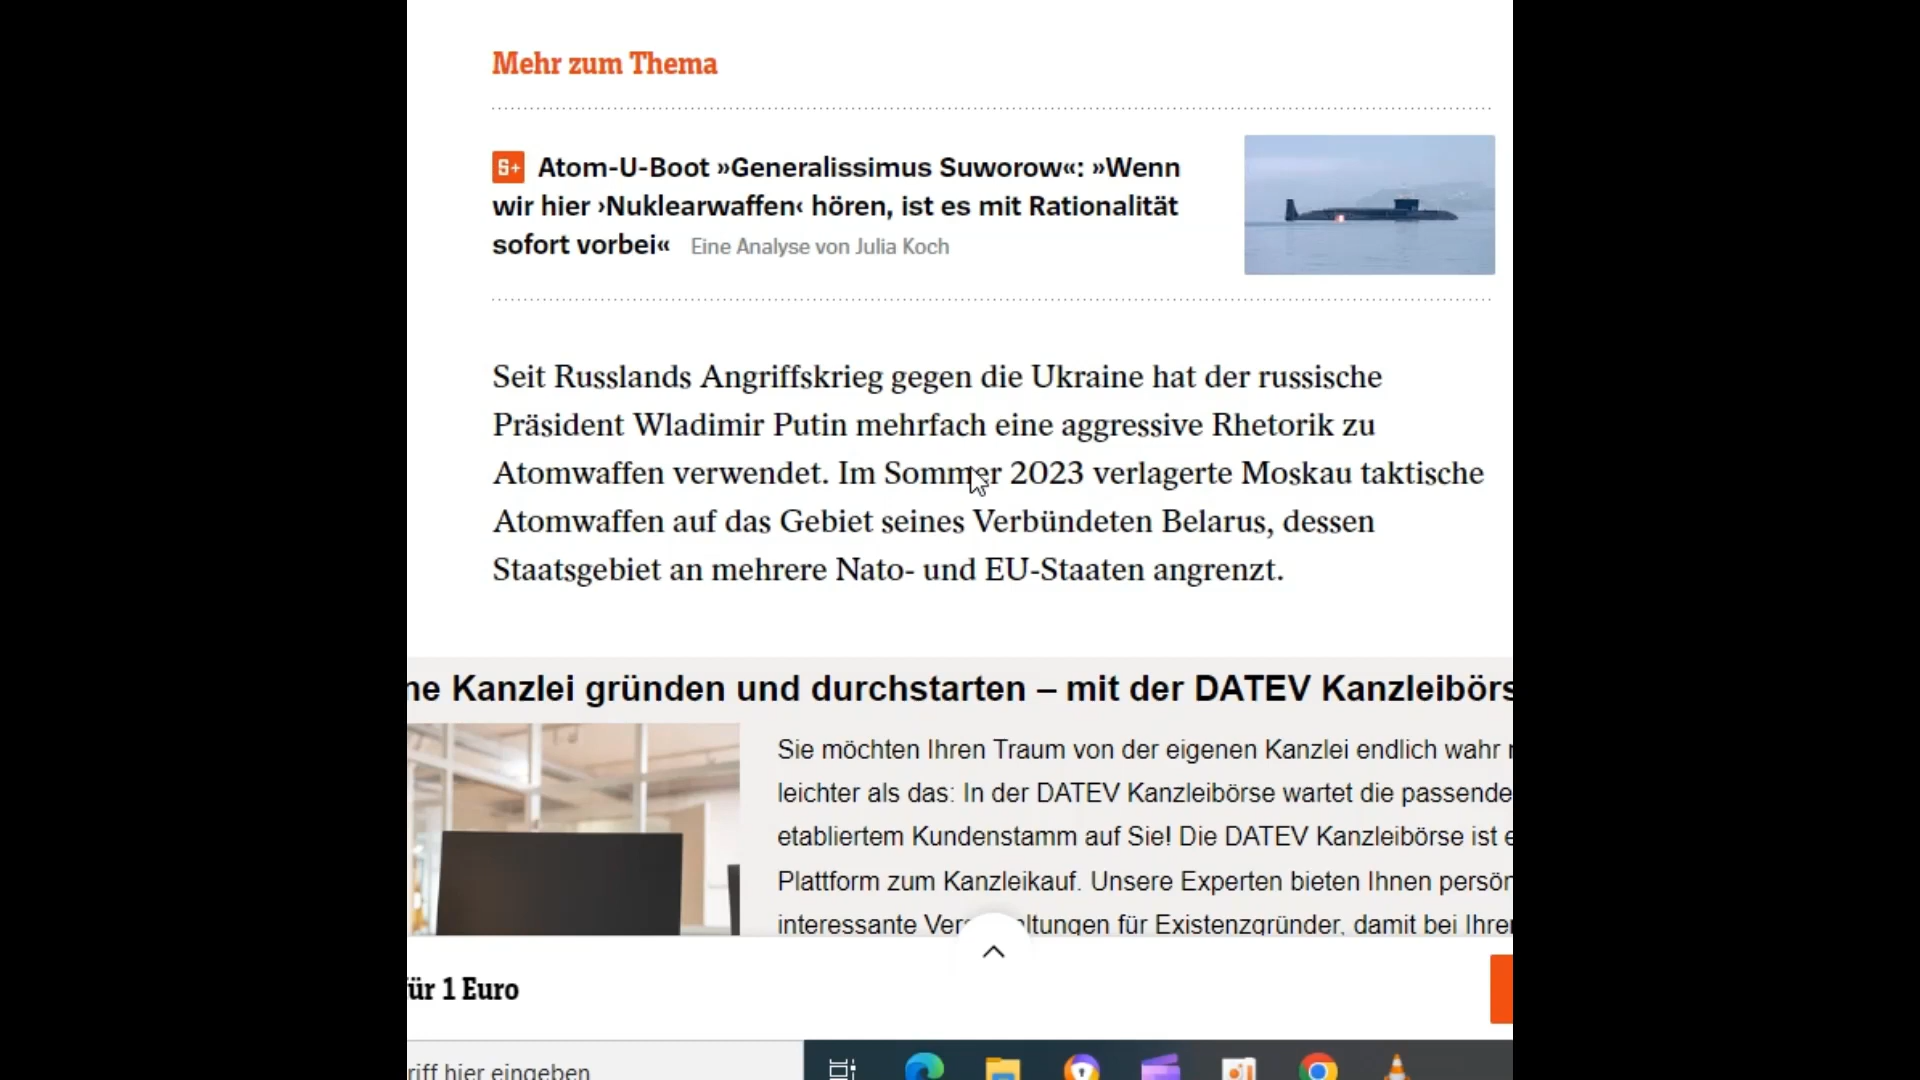 Mehr zum Thema
S+ Atom-U-Boot »Generalissimus Suworow«: »Wenn
wir hier ›Nuklearwaffen‹ hören, ist es mit Rationalität
sofort vorbei« Eine Analyse von Julia Koch
Seit Russlands Angriffskrieg gegen die Ukraine hat der russische
Präsident Wladimir Putin mehrfach eine aggressive Rhetorik zu
Atomwaffen verwendet. Im Sommer 2023 verlagerte Moskau taktische
Atomwaffen auf das Gebiet seines Verbündeten Belarus, dessen
Staatsgebiet an mehrere Nato- und EU-Staaten angrenzt.
ne Kanzlei gründen und durchstarten – mit der DATEV Kanzleibörs
Sie möchten Ihren Traum von der eigenen Kanzlei endlich wahr
leichter als das: In der DATEV Kanzleibörse wartet die passende
etabliertem Kundenstamm auf Sie! Die DATEV Kanzleibörse ist e
Plattform zum Kanzleikauf. Unsere Experten bieten Ihnen persön
interessante Ver ltungen für Existenzgründer, damit bei Ihrer
für 1 Euro
riff hier eingeben